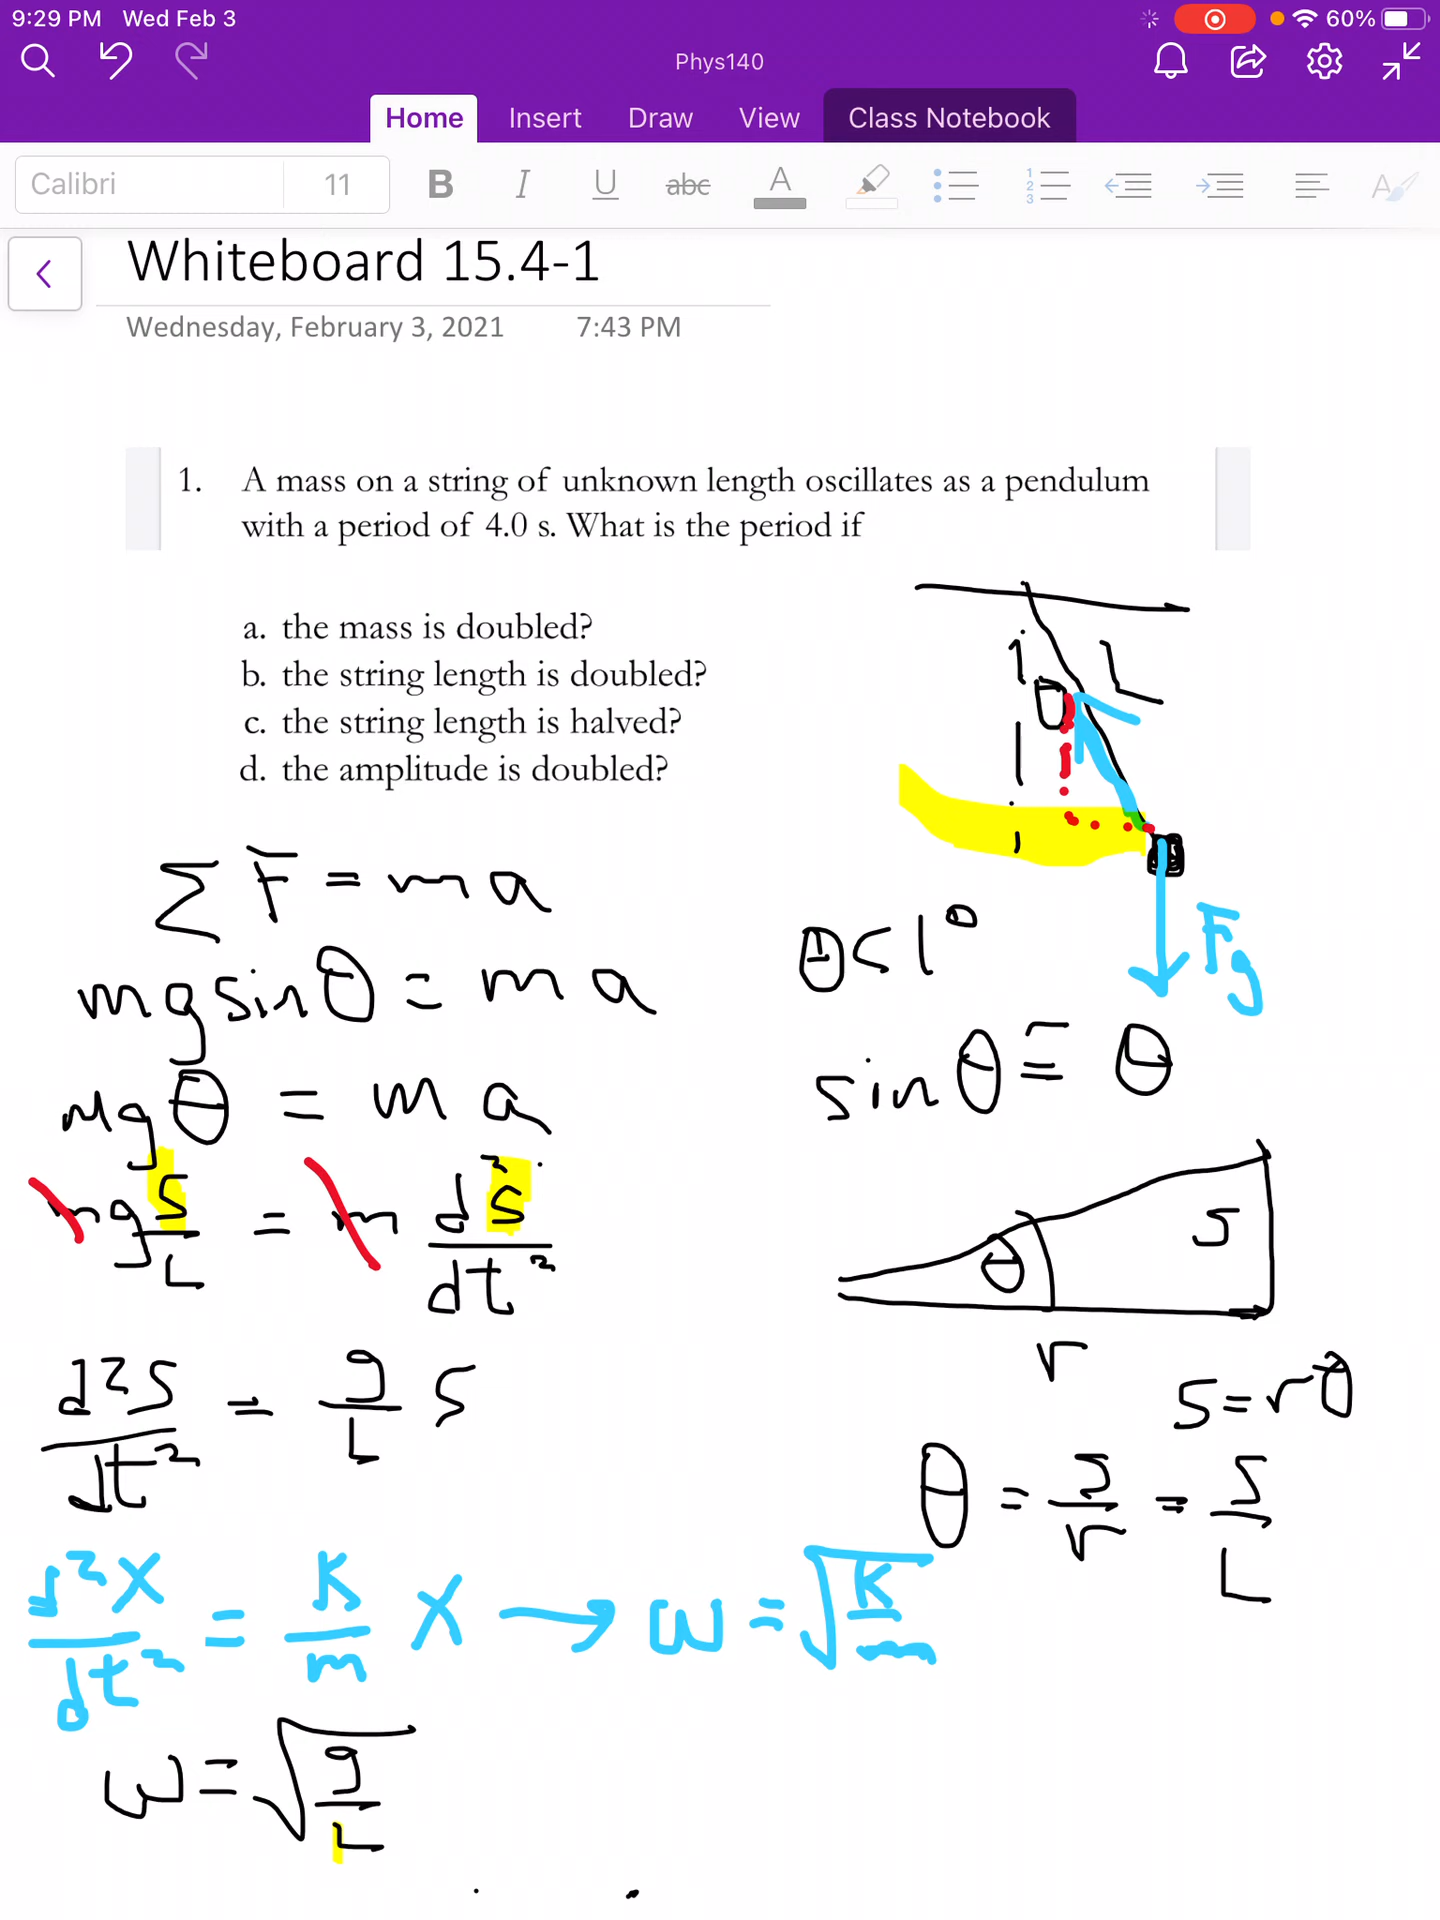 9:29 PM Wed Feb 3 60%
Phys140
Home Insert Draw View Class Notebook
Calibri 11 B I U abc A A
Whiteboard 15.4-1
Wednesday, February 3, 2021 7:43 PM
1. A mass on a string of unknown length oscillates as a pendulum
with a period of 4.0 s. What is the period if
a. the mass is doubled?
b. the string length is doubled?
c. the string length is halved?
d. the amplitude is doubled?
θ L
Fg
ΣF = ma
mg sinθ = ma
mgθ = ma
mg s/L = m d²s/dt²
d²s/dt² = g/L s
d²x/dt² = K/m x → ω = √(K/m)
ω = √(g/L)
θ < 1°
sinθ ≅ θ
θ s
r
s = rθ
θ = s/r = s/L